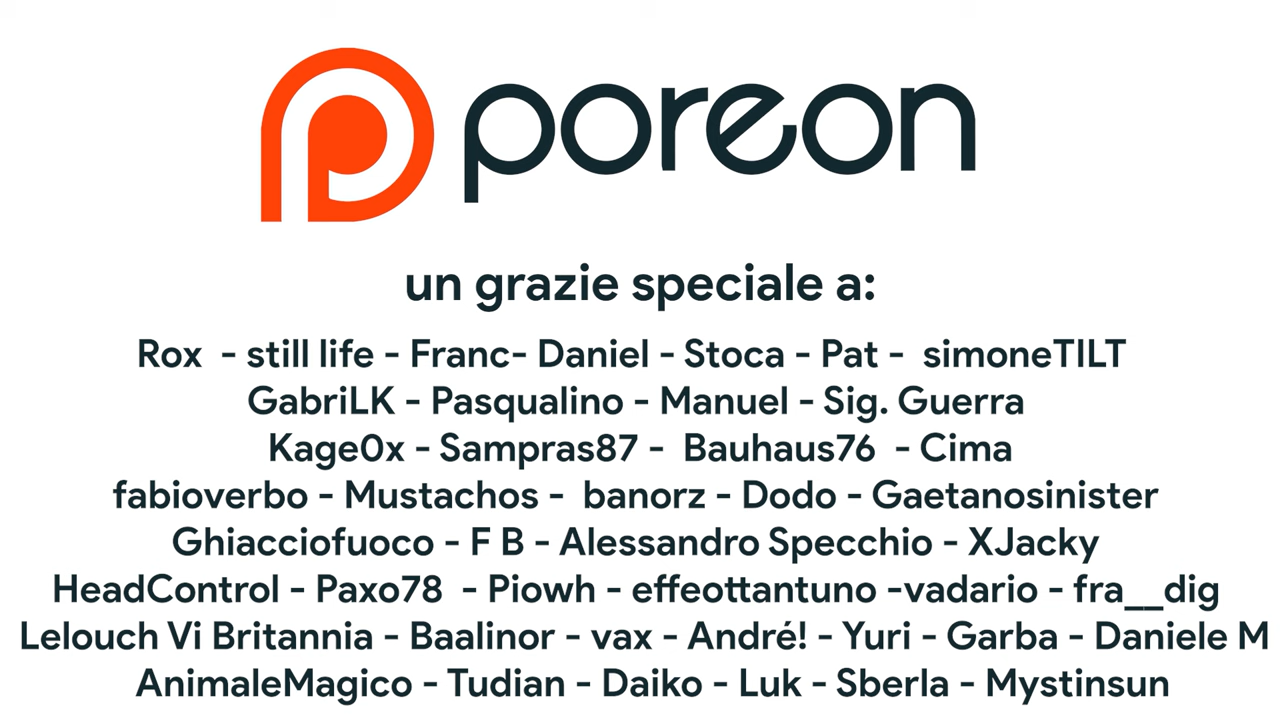 poreon
un grazie speciale a:
Rox - still life - Franc- Daniel - Stoca - Pat - simoneTILT
GabriLK - Pasqualino - Manuel - Sig. Guerra
Kage0x - Sampras87 - Bauhaus76 - Cima
fabioverbo - Mustachos - banorz - Dodo - Gaetanosinister
Ghiacciofuoco - F B - Alessandro Specchio - XJacky
HeadControl - Paxo78 - Piowh - effeottantuno -vadario - fra__dig
Lelouch Vi Britannia - Baalinor - vax - André! - Yuri - Garba - Daniele M
AnimaleMagico - Tudian - Daiko - Luk - Sberla - Mystinsun